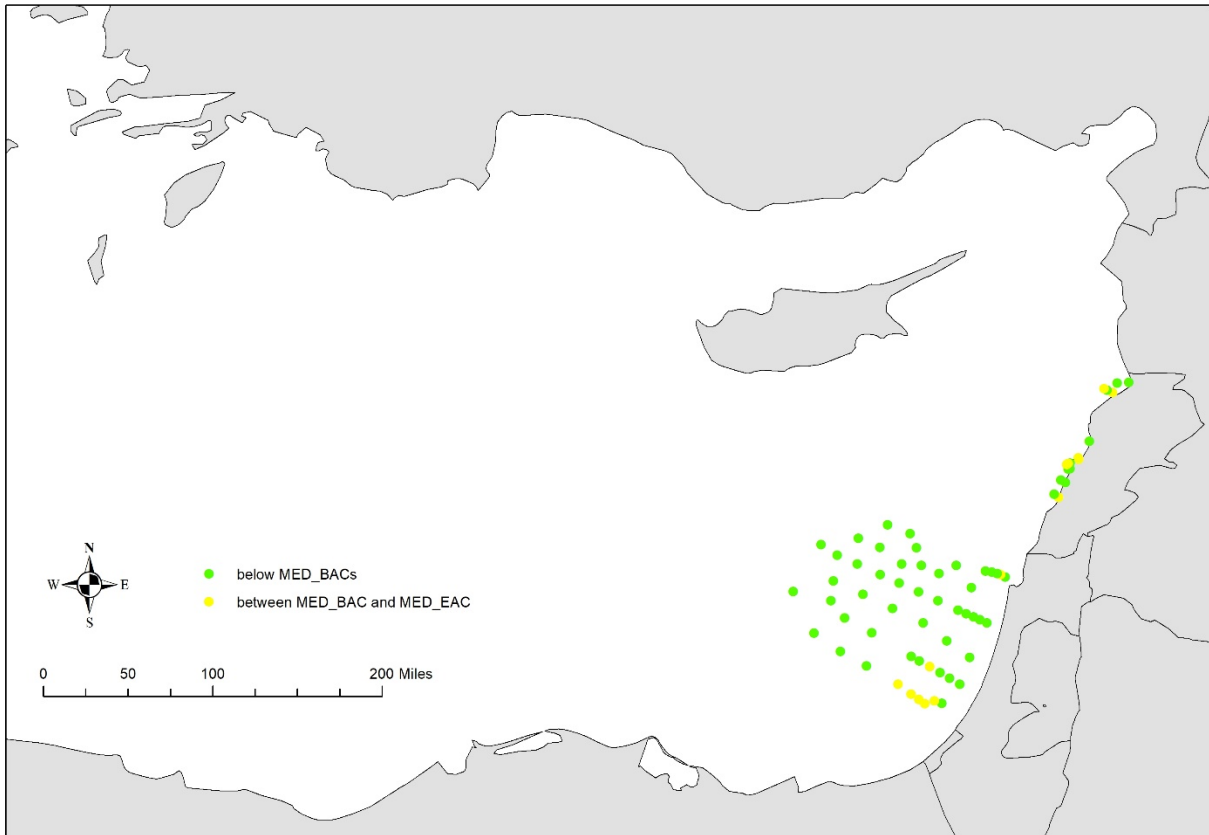 N
W E
S
below MED_BACs
between MED_BAC and MED_EAC
0 50 100 200 Miles